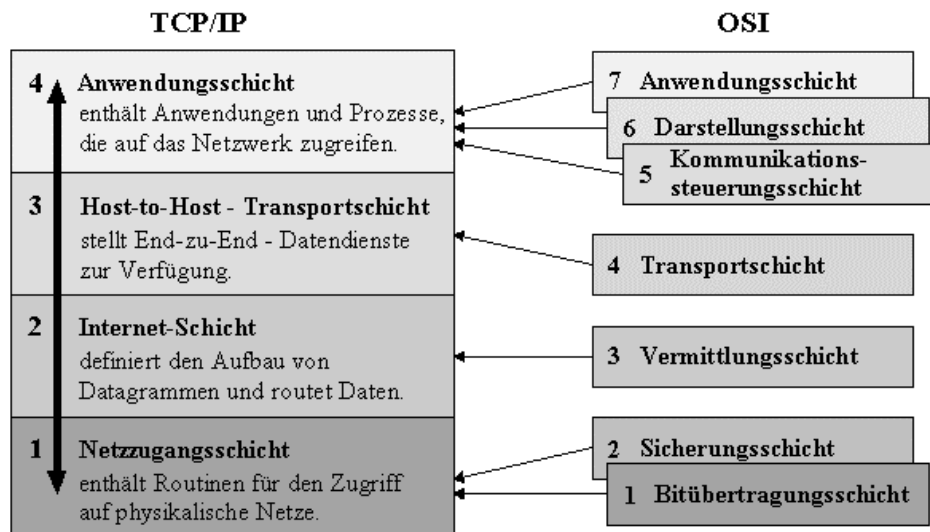 TCP/IP
4 Anwendungsschicht
enthält Anwendungen und Prozesse,
die auf das Netzwerk zugreifen.
3 Host-to-Host - Transportschicht
stellt End-zu-End - Datendienste
zur Verfügung.
2 Internet-Schicht
definiert den Aufbau von
Datagrammen und routet Daten.
1 Netzzugangsschicht
enthält Routinen für den Zugriff
auf physikalische Netze.
OSI
7 Anwendungsschicht
6 Darstellungsschicht
5 Kommunikations-
steuerungsschicht
4 Transportschicht
3 Vermittlungsschicht
2 Sicherungsschicht
1 Bitübertragungsschicht